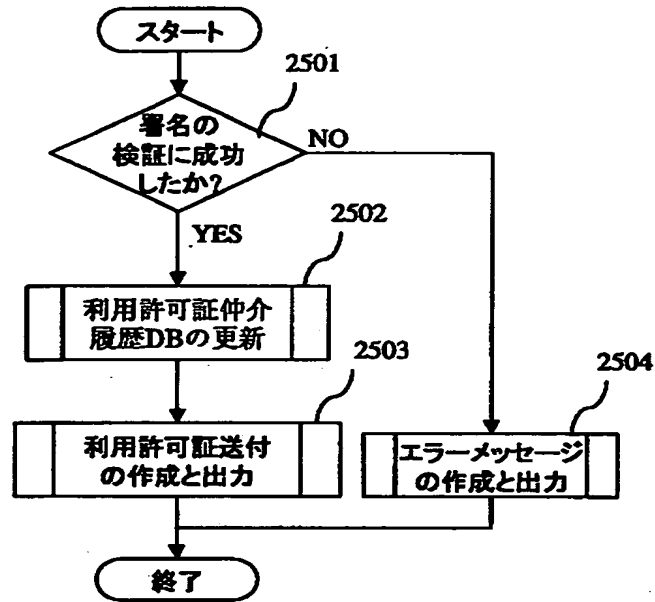 スタート
2501
署名の
検証に成功
したか?
NO
YES
2502
利用許可証仲介
履歴DBの更新
2503
利用許可証送付
の作成と出力
2504
エラーメッセージ
の作成と出力
終了